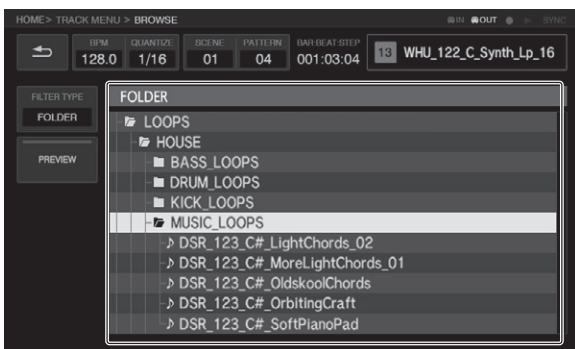 HOME> TRACK MENU > BROWSE IN OUT SYNC
BPM QUANTIZE SCENE PATTERN BAR:BEAT:STEP
128.0 1/16 01 04 001:03:04 13 WHU_122_C_Synth_Lp_16
FILTER TYPE
FOLDER
PREVIEW
FOLDER
LOOPS
HOUSE
BASS_LOOPS
DRUM_LOOPS
KICK_LOOPS
MUSIC_LOOPS
DSR_123_C#_LightChords_02
DSR_123_C#_MoreLightChords_01
DSR_123_C#_OldskoolChords
DSR_123_C#_OrbitingCraft
DSR_123_C#_SoftPianoPad